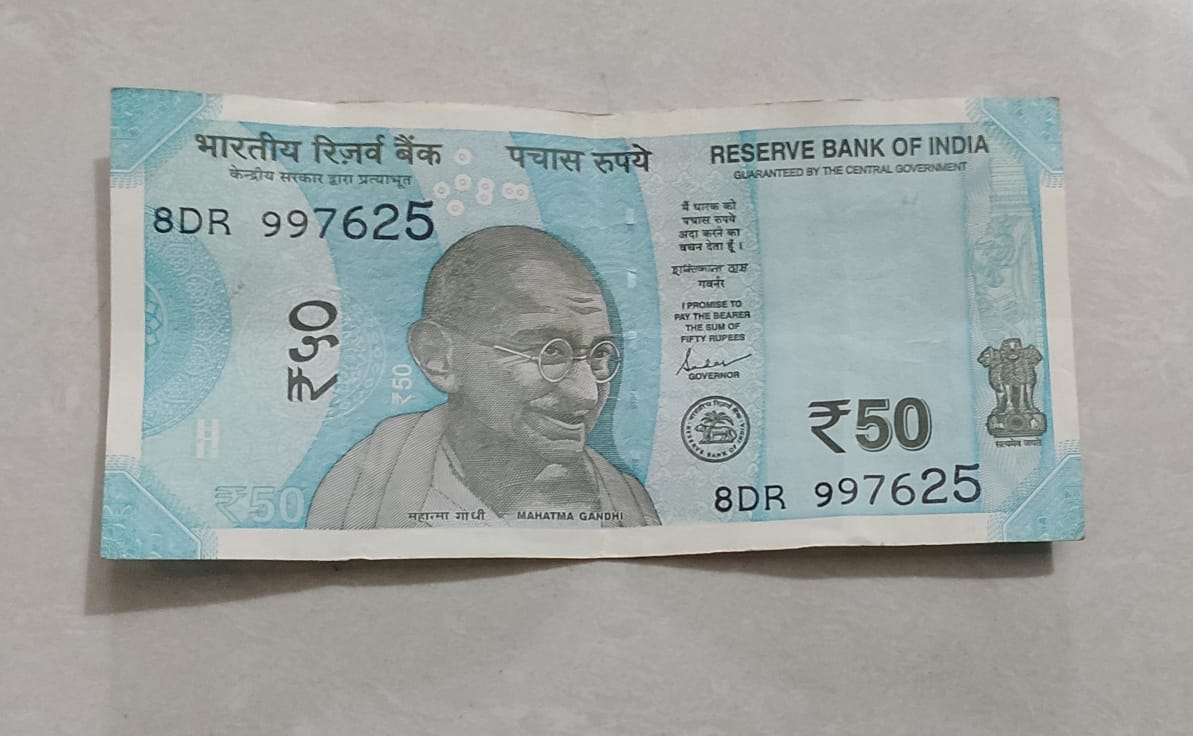 भारतीय रिज़र्व बैंक
केन्द्रीय सरकार द्वारा प्रत्याभूत
पचास रुपये
RESERVE BANK OF INDIA
GUARANTEED BY THE CENTRAL GOVERNMENT
8DR 997625
₹५०
₹50
₹50
मैं धारक को
पचास रुपये
अदा करने का
वचन देता हूँ।
गवर्नर
I PROMISE TO
PAY THE BEARER
THE SUM OF
FIFTY RUPEES
GOVERNOR
₹50
सत्यमेव जयते
8DR 997625
महात्मा गांधी
MAHATMA GANDHI